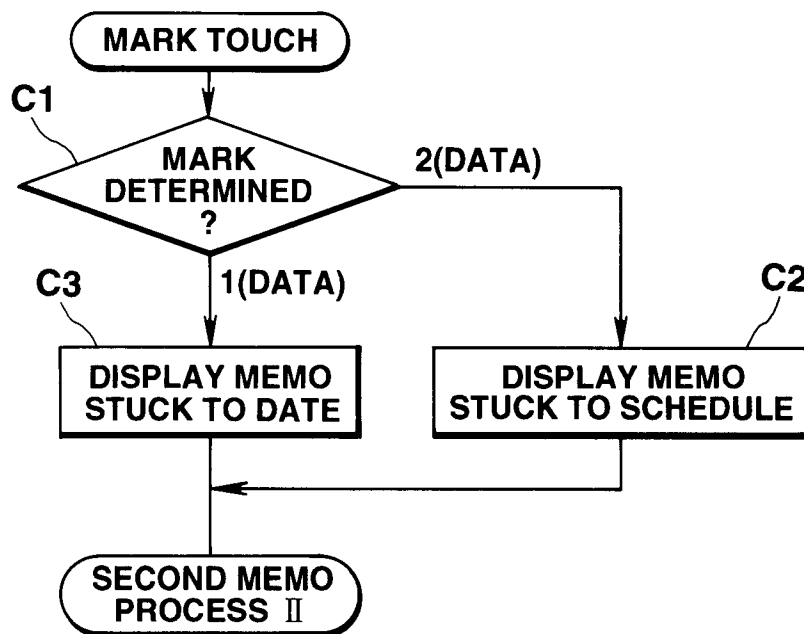 MARK TOUCH
C1
MARK
DETERMINED
?
2(DATA)
1(DATA)
C3
C2
DISPLAY MEMO
STUCK TO DATE
DISPLAY MEMO
STUCK TO SCHEDULE
SECOND MEMO
PROCESS II